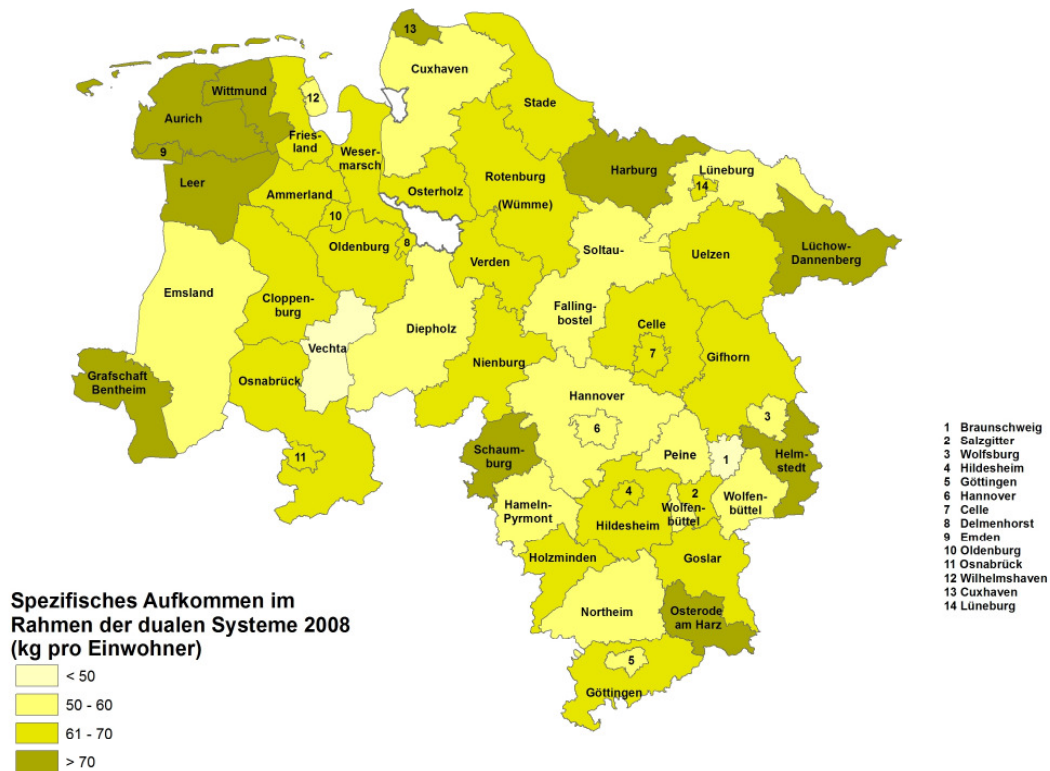 13
Cuxhaven
Wittmund
12
Stade
Aurich
Fries-
land
Weser-
marsch
9
Harburg
Lüneburg
Leer
Ammerland
Osterholz
Rotenburg
(Wümme)
14
10
Oldenburg
8
Soltau-
Uelzen
Lüchow-
Dannenberg
Verden
Emsland
Cloppen-
burg
Falling-
bostel
Celle
Diepholz
Vechta
7
Gifhorn
Nienburg
Grafschaft
Bentheim
Osnabrück
Hannover
3
6
Schaum-
burg
Peine
1
Helm-
stedt
11
4
2
Hameln-
Pyrmont
Wolfen-
büttel
Wolfen-
büttel
Hildesheim
Holzminden
Goslar
Northeim
Osterode
am Harz
5
Göttingen
1 Braunschweig
2 Salzgitter
3 Wolfsburg
4 Hildesheim
5 Göttingen
6 Hannover
7 Celle
8 Delmenhorst
9 Emden
10 Oldenburg
11 Osnabrück
12 Wilhelmshaven
13 Cuxhaven
14 Lüneburg
Spezifisches Aufkommen im
Rahmen der dualen Systeme 2008
(kg pro Einwohner)
< 50
50 - 60
61 - 70
> 70